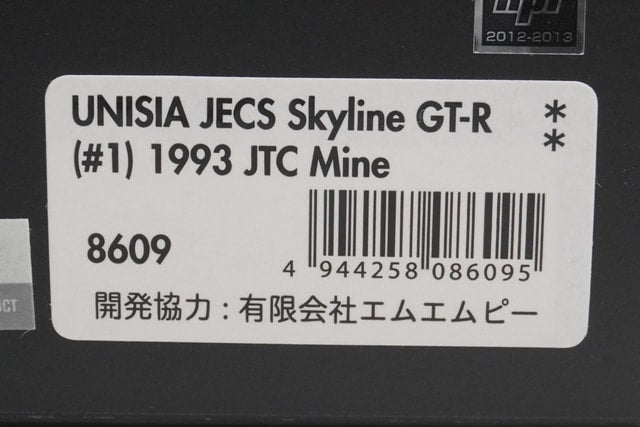 hpi
2012-2013
UNISIA JECS Skyline GT-R **
(#1) 1993 JTC Mine
8609
4 944258 086095
開発協力 : 有限会社エムエムピー